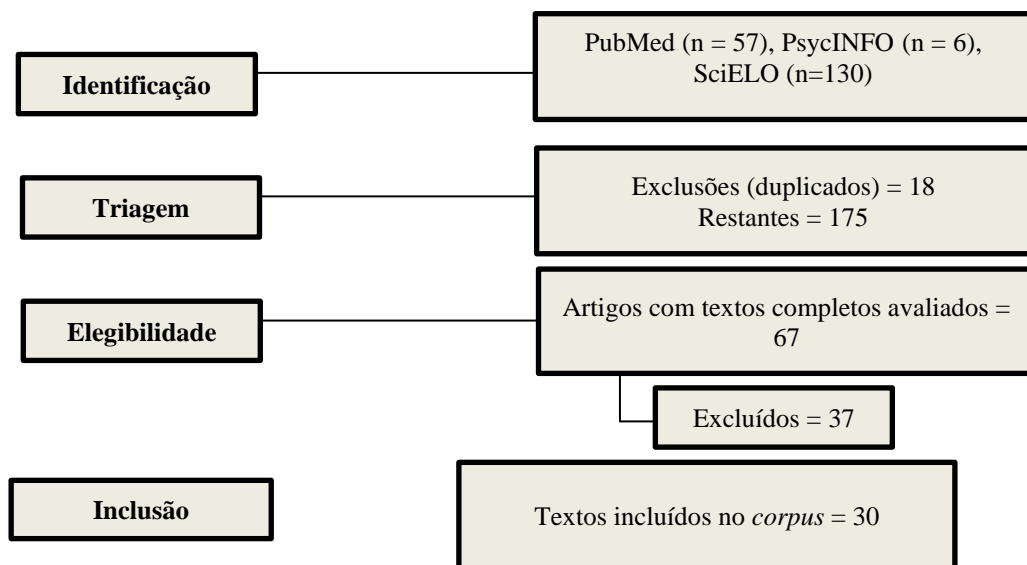 Identificação
PubMed (n = 57), PsycINFO (n = 6),
SciELO (n=130)
Triagem
Exclusões (duplicados) = 18
Restantes = 175
Elegibilidade
Artigos com textos completos avaliados =
67
Excluídos = 37
Inclusão
Textos incluídos no corpus = 30